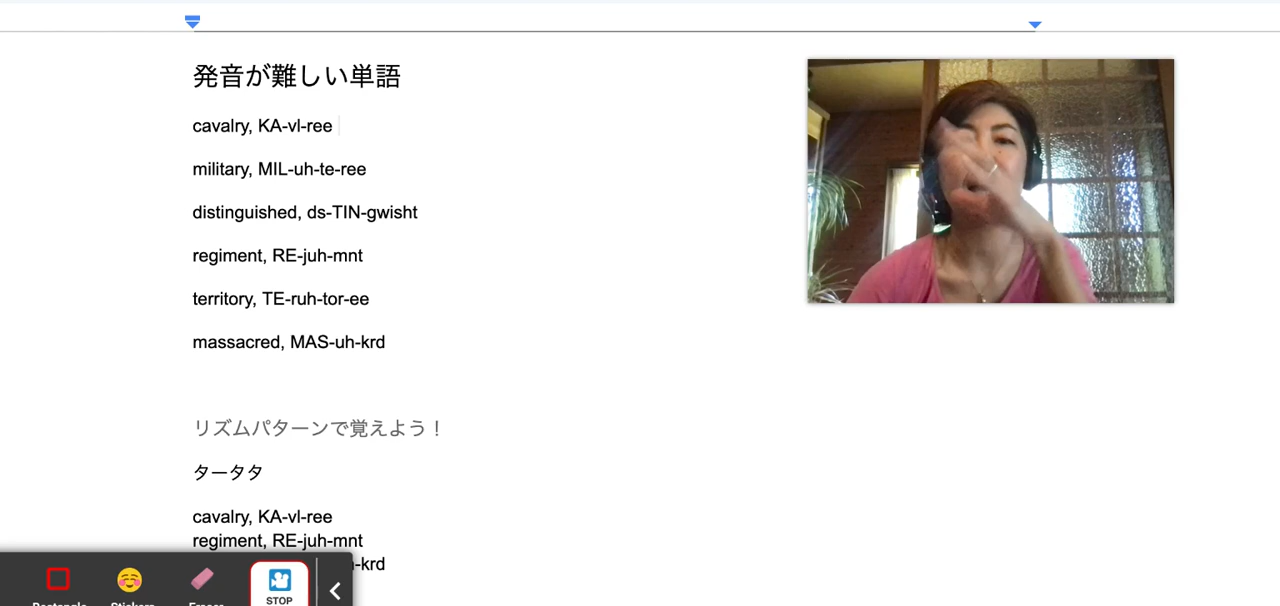 発音が難しい単語
cavalry, KA-vl-ree
military, MIL-uh-te-ree
distinguished, ds-TIN-gwisht
regiment, RE-juh-mnt
territory, TE-ruh-tor-ee
massacred, MAS-uh-krd
リズムパターンで覚えよう！
タータタ
cavalry, KA-vl-ree
regiment, RE-juh-mnt
h-krd
STOP